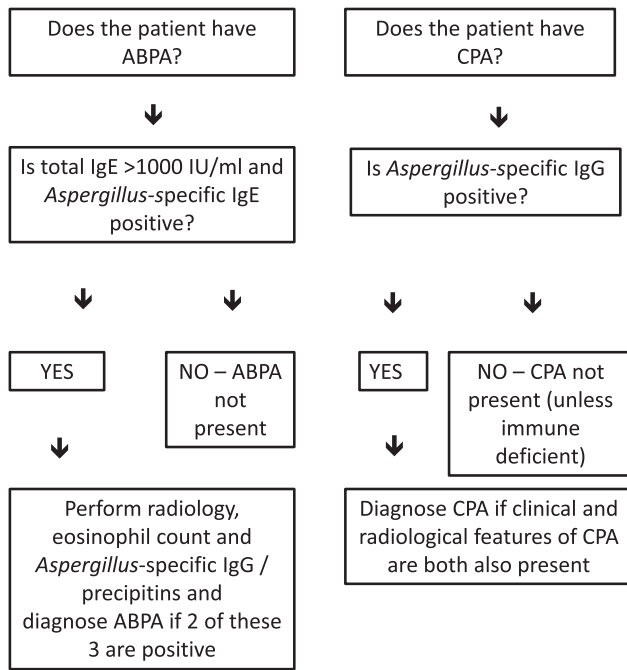 Does the patient have
ABPA?
Is total IgE >1000 IU/ml and
Aspergillus-specific IgE
positive?
YES
NO – ABPA
not
present
Perform radiology,
eosinophil count and
Aspergillus-specific IgG /
precipitins and
diagnose ABPA if 2 of these
3 are positive
Does the patient have
CPA?
Is Aspergillus-specific IgG
positive?
YES
NO – CPA not
present (unless
immune
deficient)
Diagnose CPA if clinical and
radiological features of CPA
are both also present